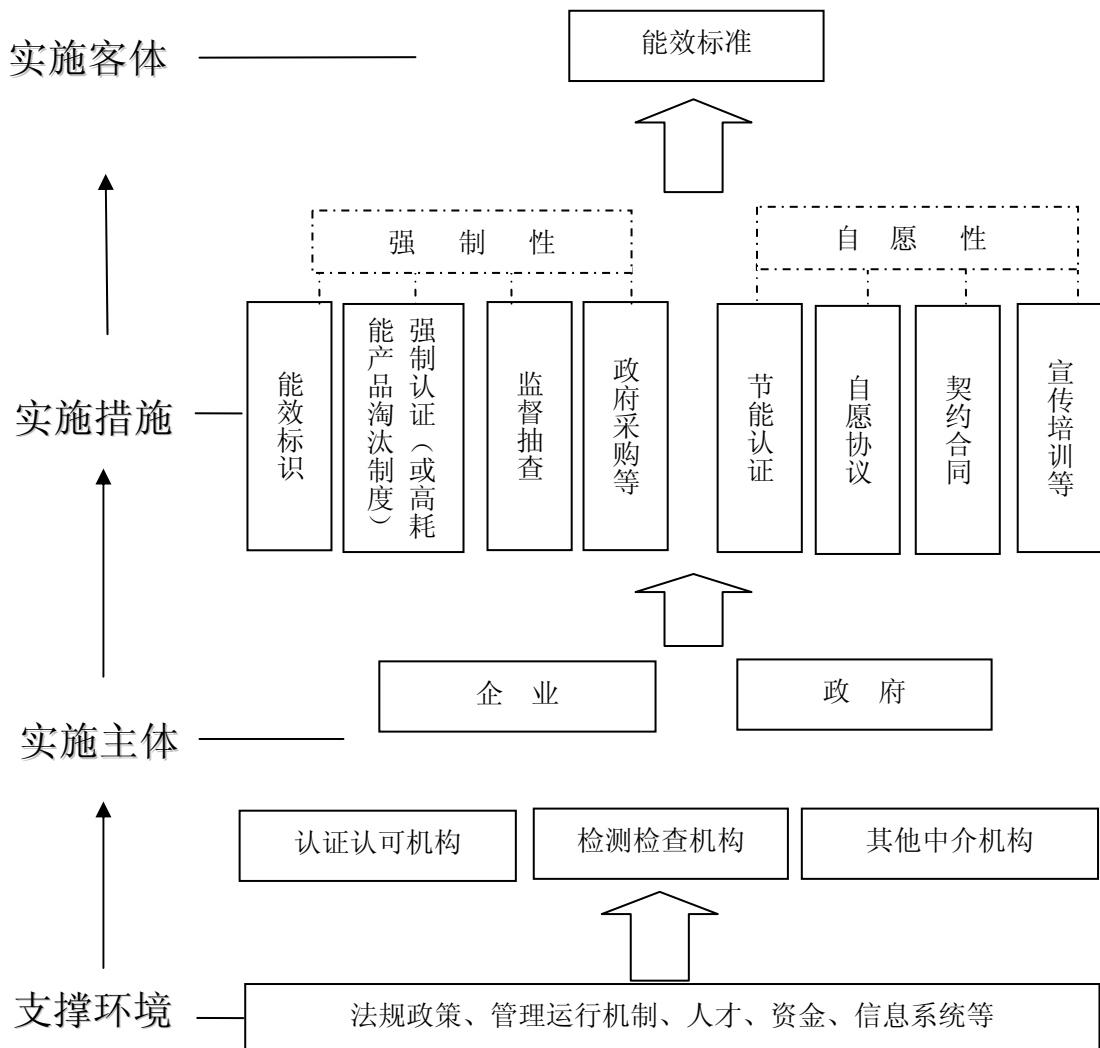 实施客体
能效标准
强 制 性
自 愿 性
实施措施
能效标识
强制认证（或高耗
能产品淘汰制度）
监督抽查
政府采购等
节能认证
自愿协议
契约合同
宣传培训等
企 业
政 府
实施主体
认证认可机构
检测检查机构
其他中介机构
支撑环境
法规政策、管理运行机制、人才、资金、信息系统等